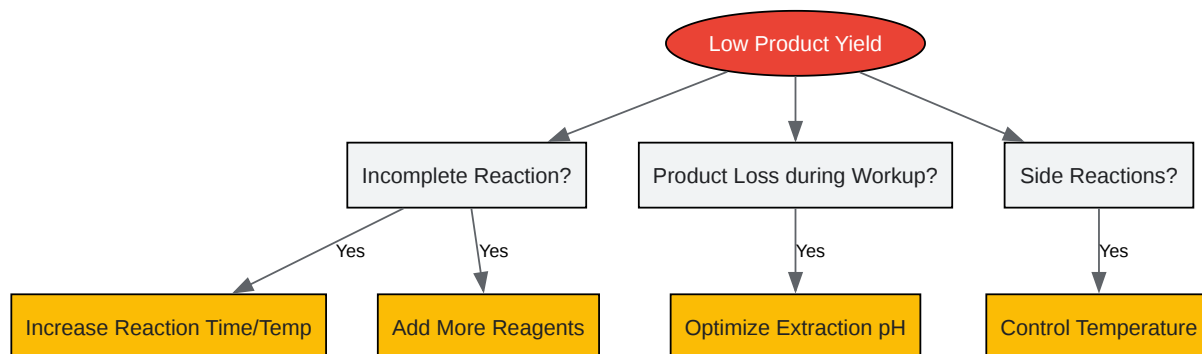 Low Product Yield
Incomplete Reaction?
Product Loss during Workup?
Side Reactions?
Yes
Yes
Yes
Yes
Increase Reaction Time/Temp
Add More Reagents
Optimize Extraction pH
Control Temperature